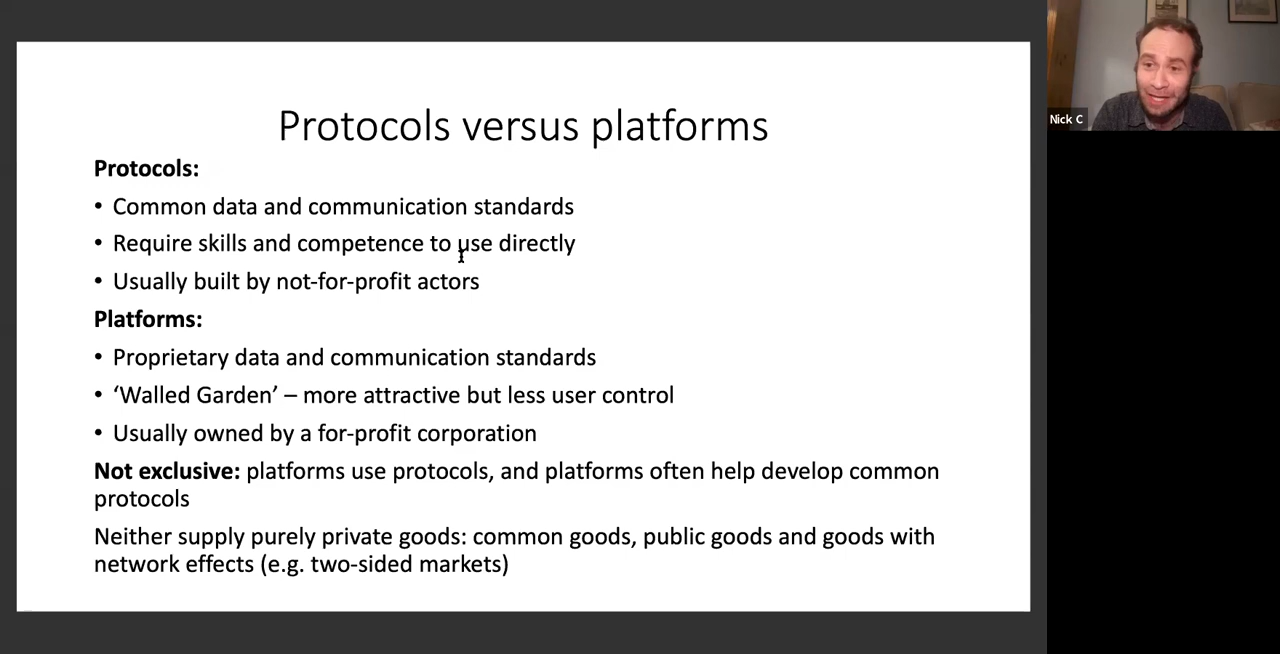 Protocols versus platforms
Protocols:
• Common data and communication standards
• Require skills and competence to use directly
• Usually built by not-for-profit actors
Platforms:
• Proprietary data and communication standards
• ‘Walled Garden’ – more attractive but less user control
• Usually owned by a for-profit corporation
Not exclusive: platforms use protocols, and platforms often help develop common
protocols
Neither supply purely private goods: common goods, public goods and goods with
network effects (e.g. two-sided markets)
Nick C